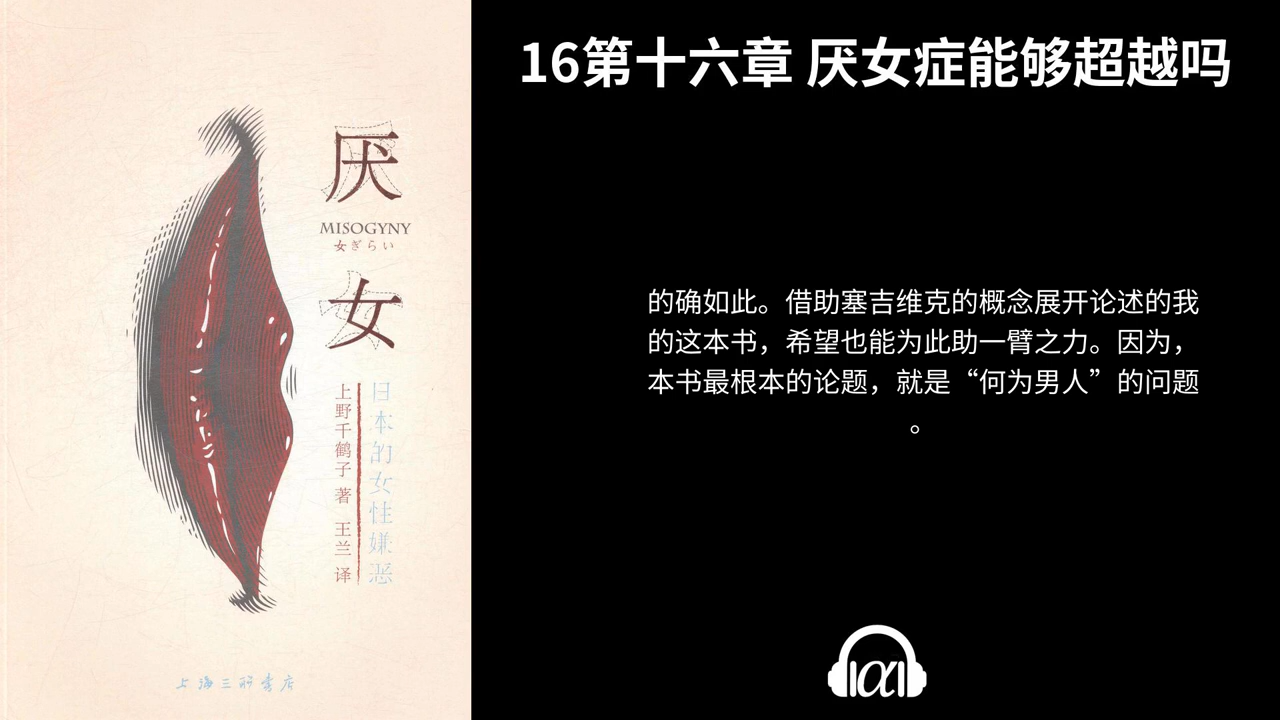 厌
MISOGYNY
女ぎらい
女
上野千鹤子 著 王兰 译
日本的女性嫌恶
上海三联书店
16第十六章 厌女症能够超越吗
的确如此。借助塞吉维克的概念展开论述的我
的这本书，希望也能为此助一臂之力。因为，
本书最根本的论题，就是“何为男人”的问题
。
|α|